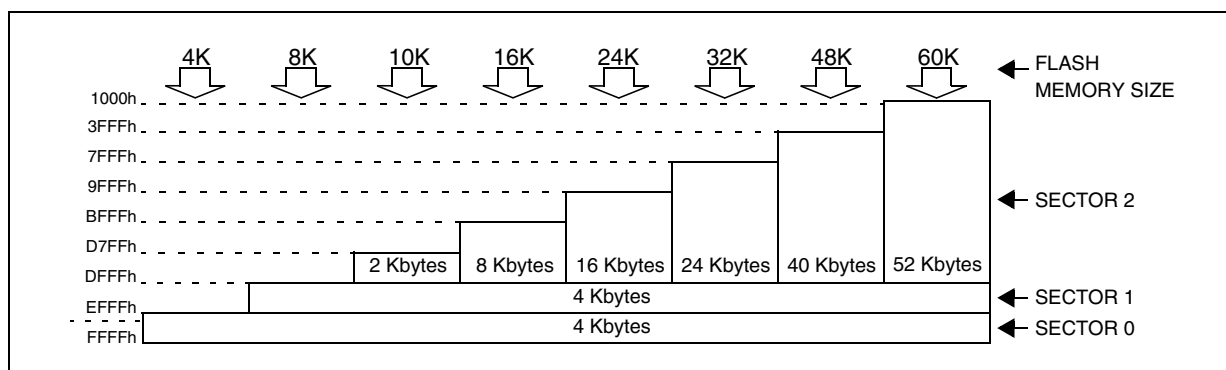 4K 8K 10K 16K 24K 32K 48K 60K
FLASH
MEMORY SIZE
1000h
3FFFh
7FFFh
9FFFh
SECTOR 2
BFFFh
D7FFh
2 Kbytes 8 Kbytes 16 Kbytes 24 Kbytes 40 Kbytes 52 Kbytes
DFFFh
4 Kbytes
SECTOR 1
EFFFh
4 Kbytes
SECTOR 0
FFFFh